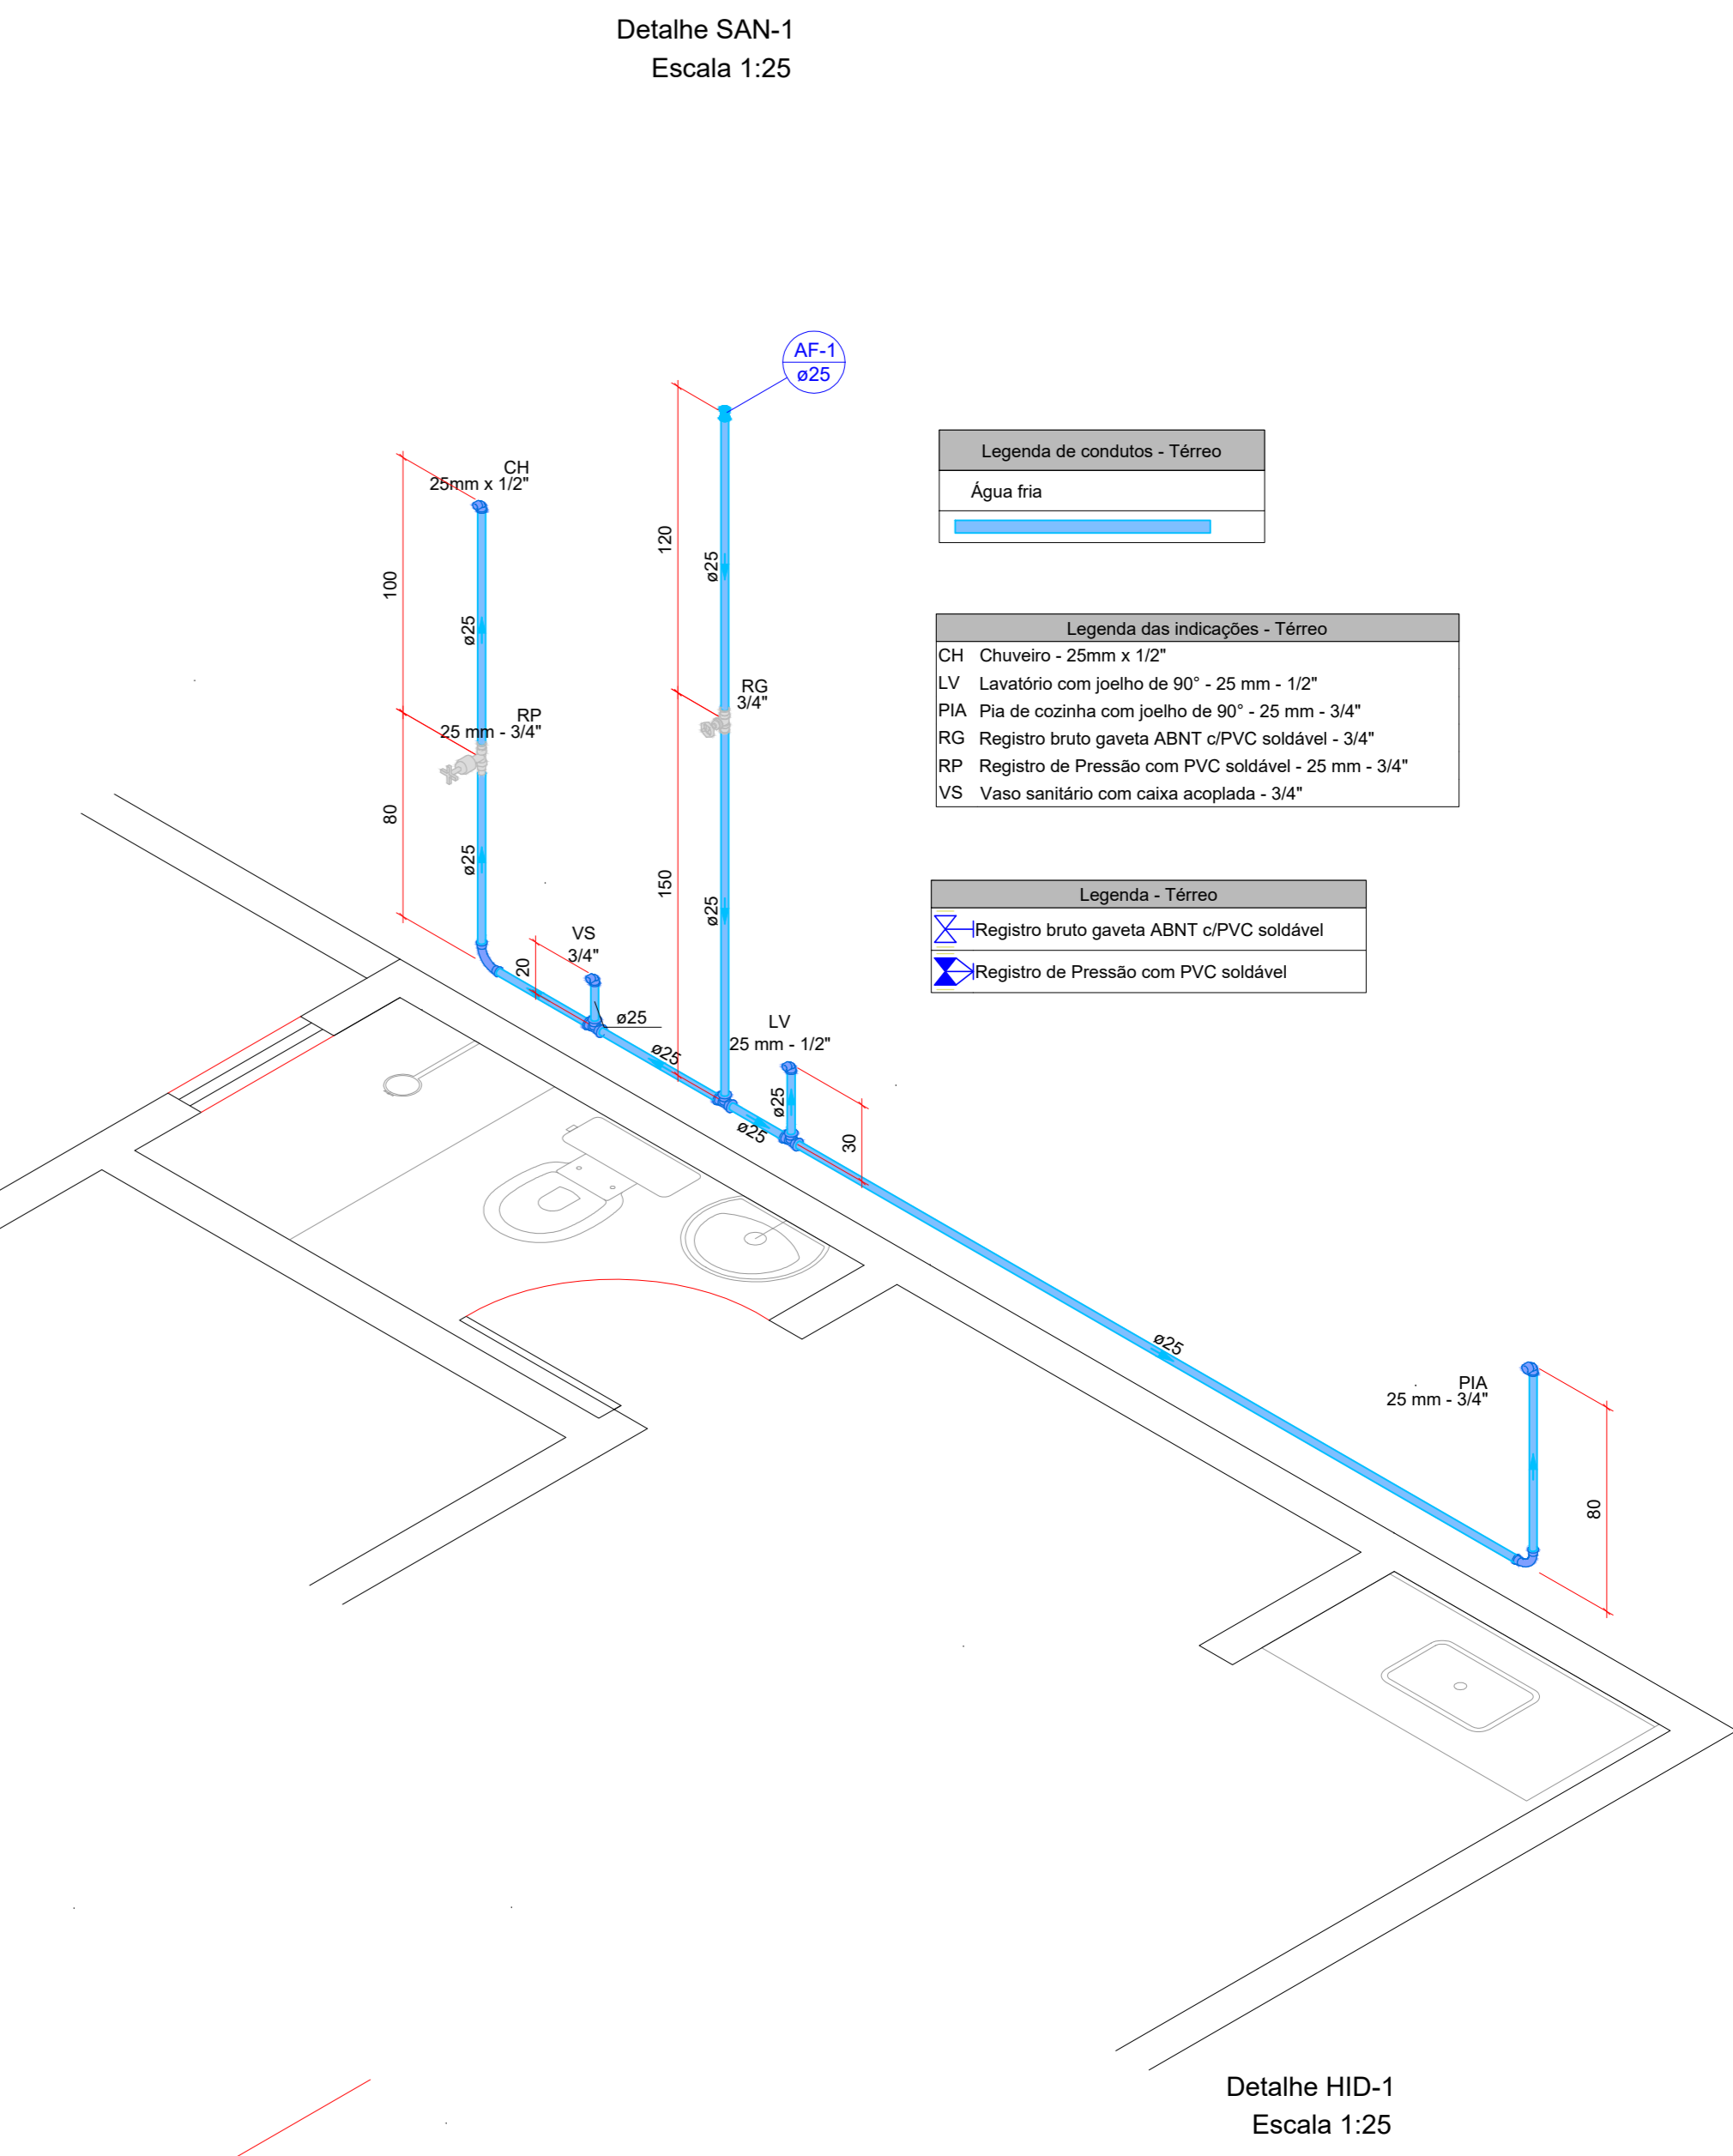 Detalhe SAN-1
Escala 1:25
AF-1
ø25
CH
25mm x 1/2"
100
ø25
120
ø25
RP
25 mm - 3/4"
RG
3/4"
80
ø25
150
ø25
VS
3/4"
20
ø25
ø25
LV
25 mm - 1/2"
ø25
ø25
30
ø25
PIA
25 mm - 3/4"
80
Legenda de condutos - Térreo
Água fria
Legenda das indicações - Térreo
CH Chuveiro - 25mm x 1/2"
LV Lavatório com joelho de 90° - 25 mm - 1/2"
PIA Pia de cozinha com joelho de 90° - 25 mm - 3/4"
RG Registro bruto gaveta ABNT c/PVC soldável - 3/4"
RP Registro de Pressão com PVC soldável - 25 mm - 3/4"
VS Vaso sanitário com caixa acoplada - 3/4"
Legenda - Térreo
Registro bruto gaveta ABNT c/PVC soldável
Registro de Pressão com PVC soldável
Detalhe HID-1
Escala 1:25